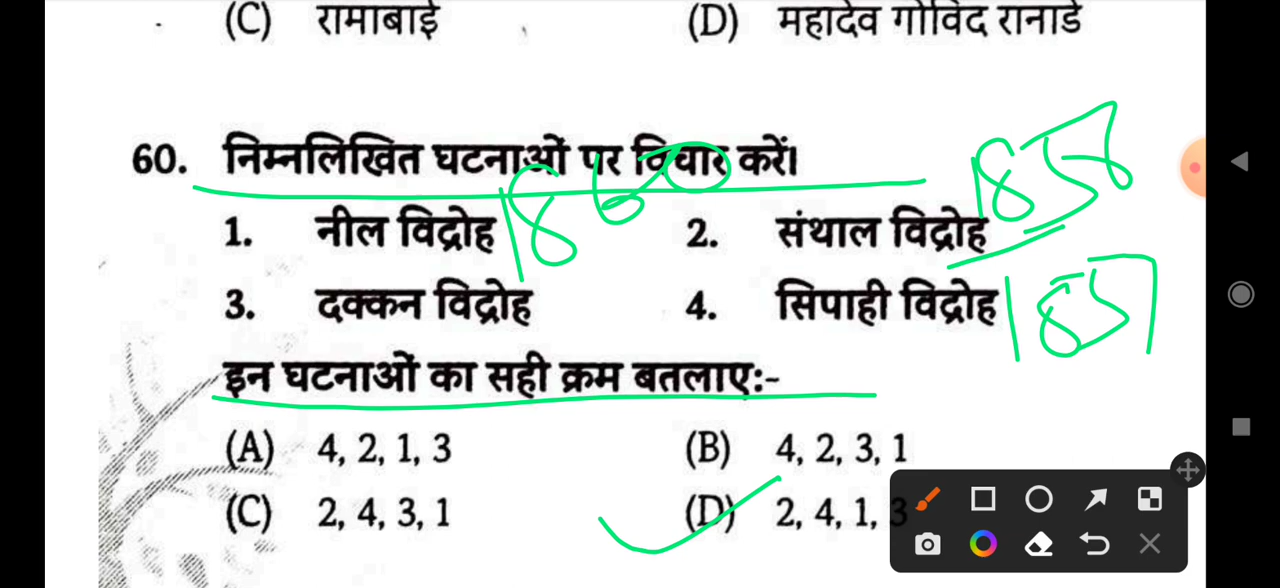 (C) रामाबाई (D) महादेव गोविंद रानाडे
60. निम्नलिखित घटनाओं पर विचार करें।
1. नील विद्रोह 1860 2. संथाल विद्रोह 1856
3. दक्कन विद्रोह 4. सिपाही विद्रोह 1857
इन घटनाओं का सही क्रम बतलाए:-
(A) 4, 2, 1, 3 (B) 4, 2, 3, 1
(C) 2, 4, 3, 1 (D) 2, 4, 1, 3